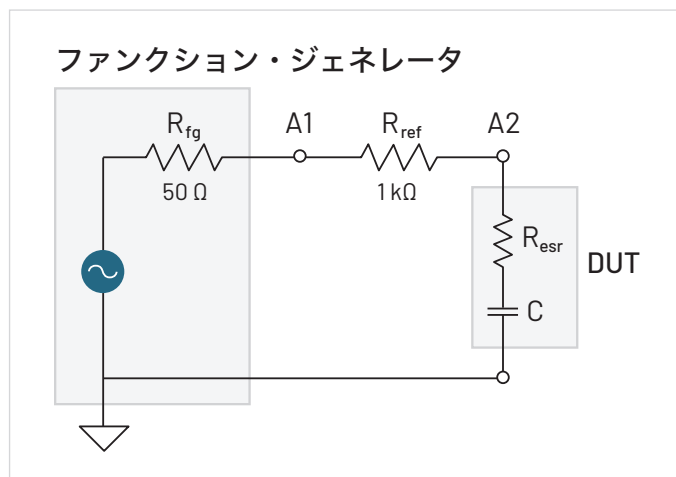 ファンクション・ジェネレータ
Rfg
A1
Rref
A2
50 Ω
1 kΩ
Resr
DUT
C